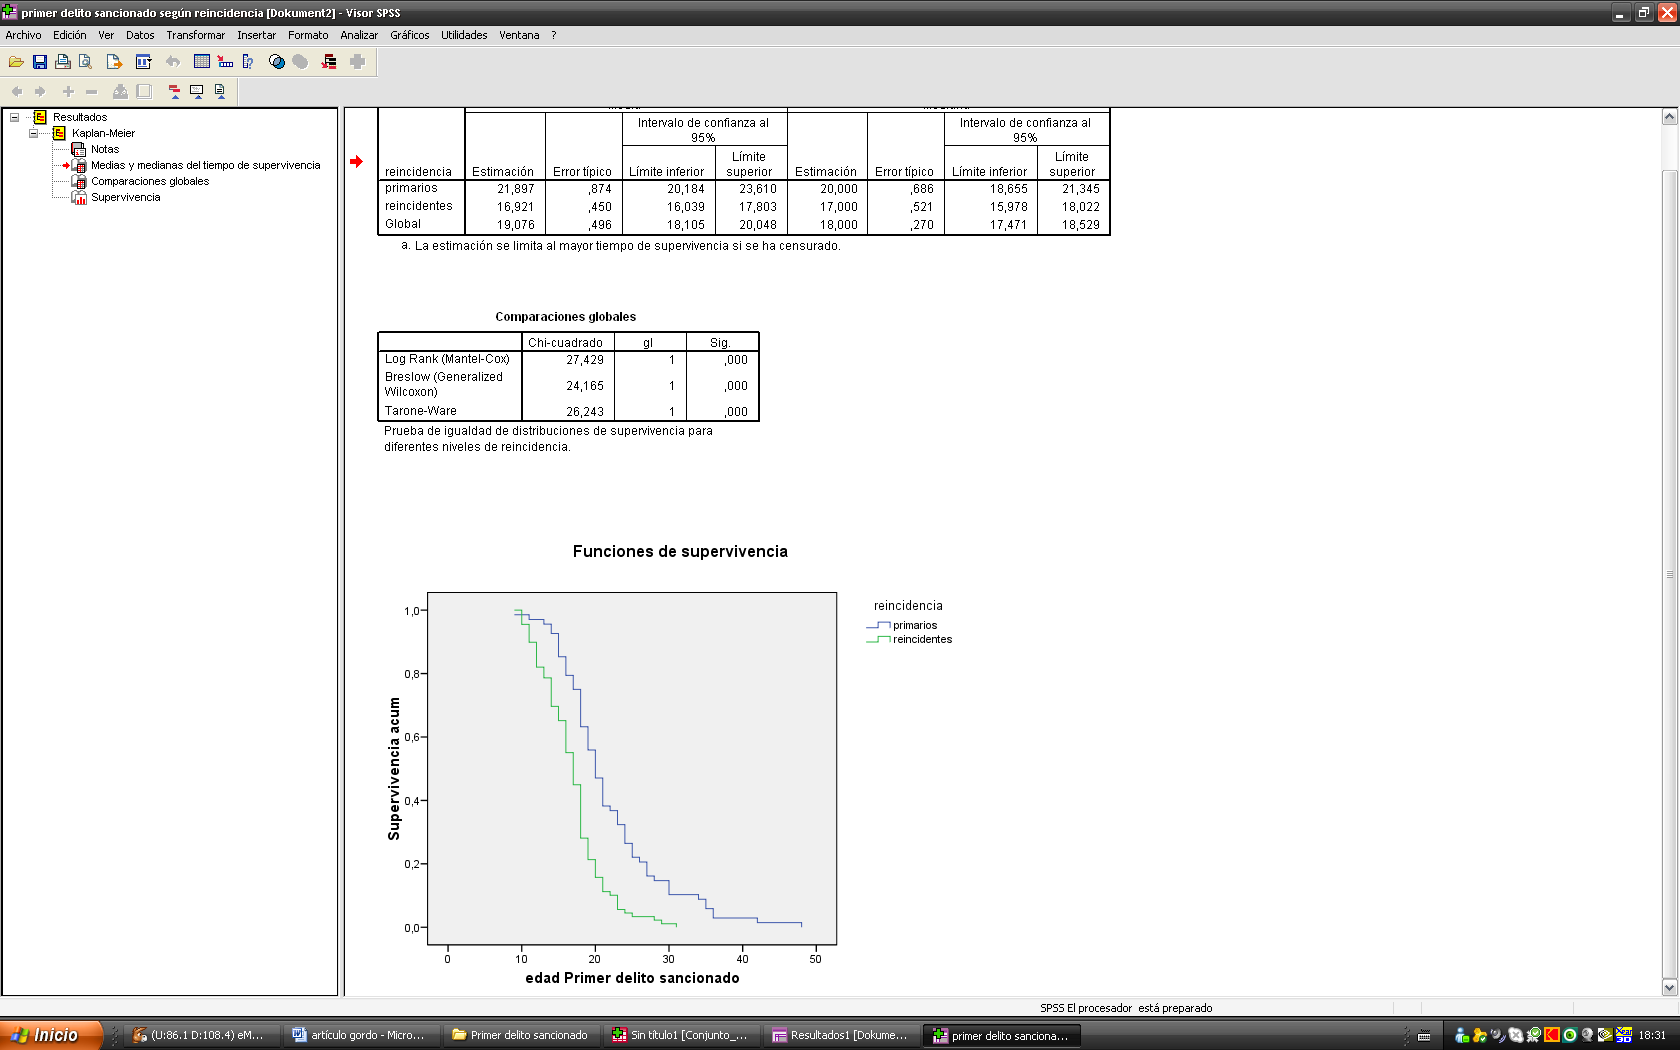 primer delito sancionado según reincidencia [Dokument2] - Visor SPSS
Archivo Edición Ver Datos Transformar Insertar Formato Analizar Gráficos Utilidades Ventana ?
Resultados
Kaplan-Meier
Notas
Medias y medianas del tiempo de supervivencia
Comparaciones globales
Supervivencia
Intervalo de confianza al 95% Intervalo de confianza al 95%
reincidencia Estimación Error típico Límite inferior Límite superior Estimación Error típico Límite inferior Límite superior
primarios 21,897 ,874 20,184 23,610 20,000 ,686 18,655 21,345
reincidentes 16,921 ,450 16,039 17,803 17,000 ,521 15,978 18,022
Global 19,076 ,496 18,105 20,048 18,000 ,270 17,471 18,529
a. La estimación se limita al mayor tiempo de supervivencia si se ha censurado.
Comparaciones globales
Chi-cuadrado gl Sig.
Log Rank (Mantel-Cox) 27,429 1 ,000
Breslow (Generalized Wilcoxon) 24,165 1 ,000
Tarone-Ware 26,243 1 ,000
Prueba de igualdad de distribuciones de supervivencia para
diferentes niveles de reincidencia.
Funciones de supervivencia
reincidencia
primarios
reincidentes
Supervivencia acum
1,0
0,8
0,6
0,4
0,2
0,0
0 10 20 30 40 50
edad Primer delito sancionado
SPSS El procesador está preparado
Inicio (U:86.1 D:108.4) eM... artículo gordo - Micro... Primer delito sancionado Sin título1 [Conjunto_... Resultados1 [Dokume... primer delito sanciona... 18:31